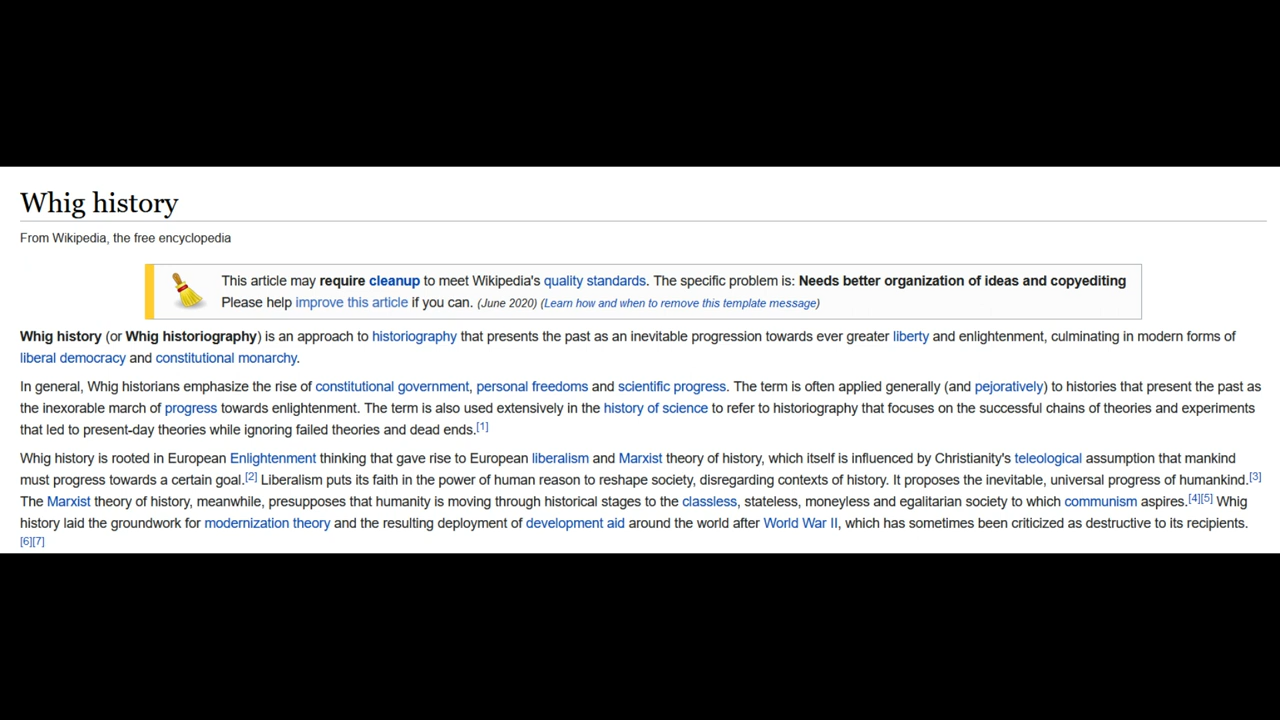 Whig history
From Wikipedia, the free encyclopedia
This article may require cleanup to meet Wikipedia's quality standards. The specific problem is: Needs better organization of ideas and copyediting
Please help improve this article if you can. (June 2020) (Learn how and when to remove this template message)
Whig history (or Whig historiography) is an approach to historiography that presents the past as an inevitable progression towards ever greater liberty and enlightenment, culminating in modern forms of
liberal democracy and constitutional monarchy.
In general, Whig historians emphasize the rise of constitutional government, personal freedoms and scientific progress. The term is often applied generally (and pejoratively) to histories that present the past as
the inexorable march of progress towards enlightenment. The term is also used extensively in the history of science to refer to historiography that focuses on the successful chains of theories and experiments
that led to present-day theories while ignoring failed theories and dead ends.[1]
Whig history is rooted in European Enlightenment thinking that gave rise to European liberalism and Marxist theory of history, which itself is influenced by Christianity's teleological assumption that mankind
must progress towards a certain goal.[2] Liberalism puts its faith in the power of human reason to reshape society, disregarding contexts of history. It proposes the inevitable, universal progress of humankind.[3]
The Marxist theory of history, meanwhile, presupposes that humanity is moving through historical stages to the classless, stateless, moneyless and egalitarian society to which communism aspires.[4][5] Whig
history laid the groundwork for modernization theory and the resulting deployment of development aid around the world after World War II, which has sometimes been criticized as destructive to its recipients.
[6][7]